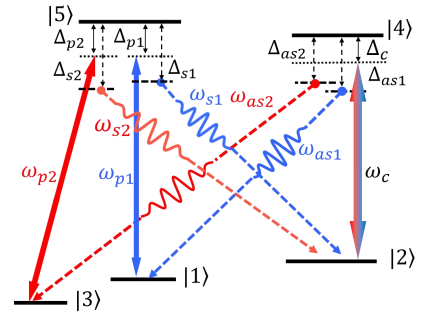 |5⟩
|4⟩
Δp2
Δp1
Δas2
Δc
Δs2
Δs1
Δas1
ωs2
ωs1
ωas2
ωas1
ωp2
ωp1
ωc
|2⟩
|1⟩
|3⟩